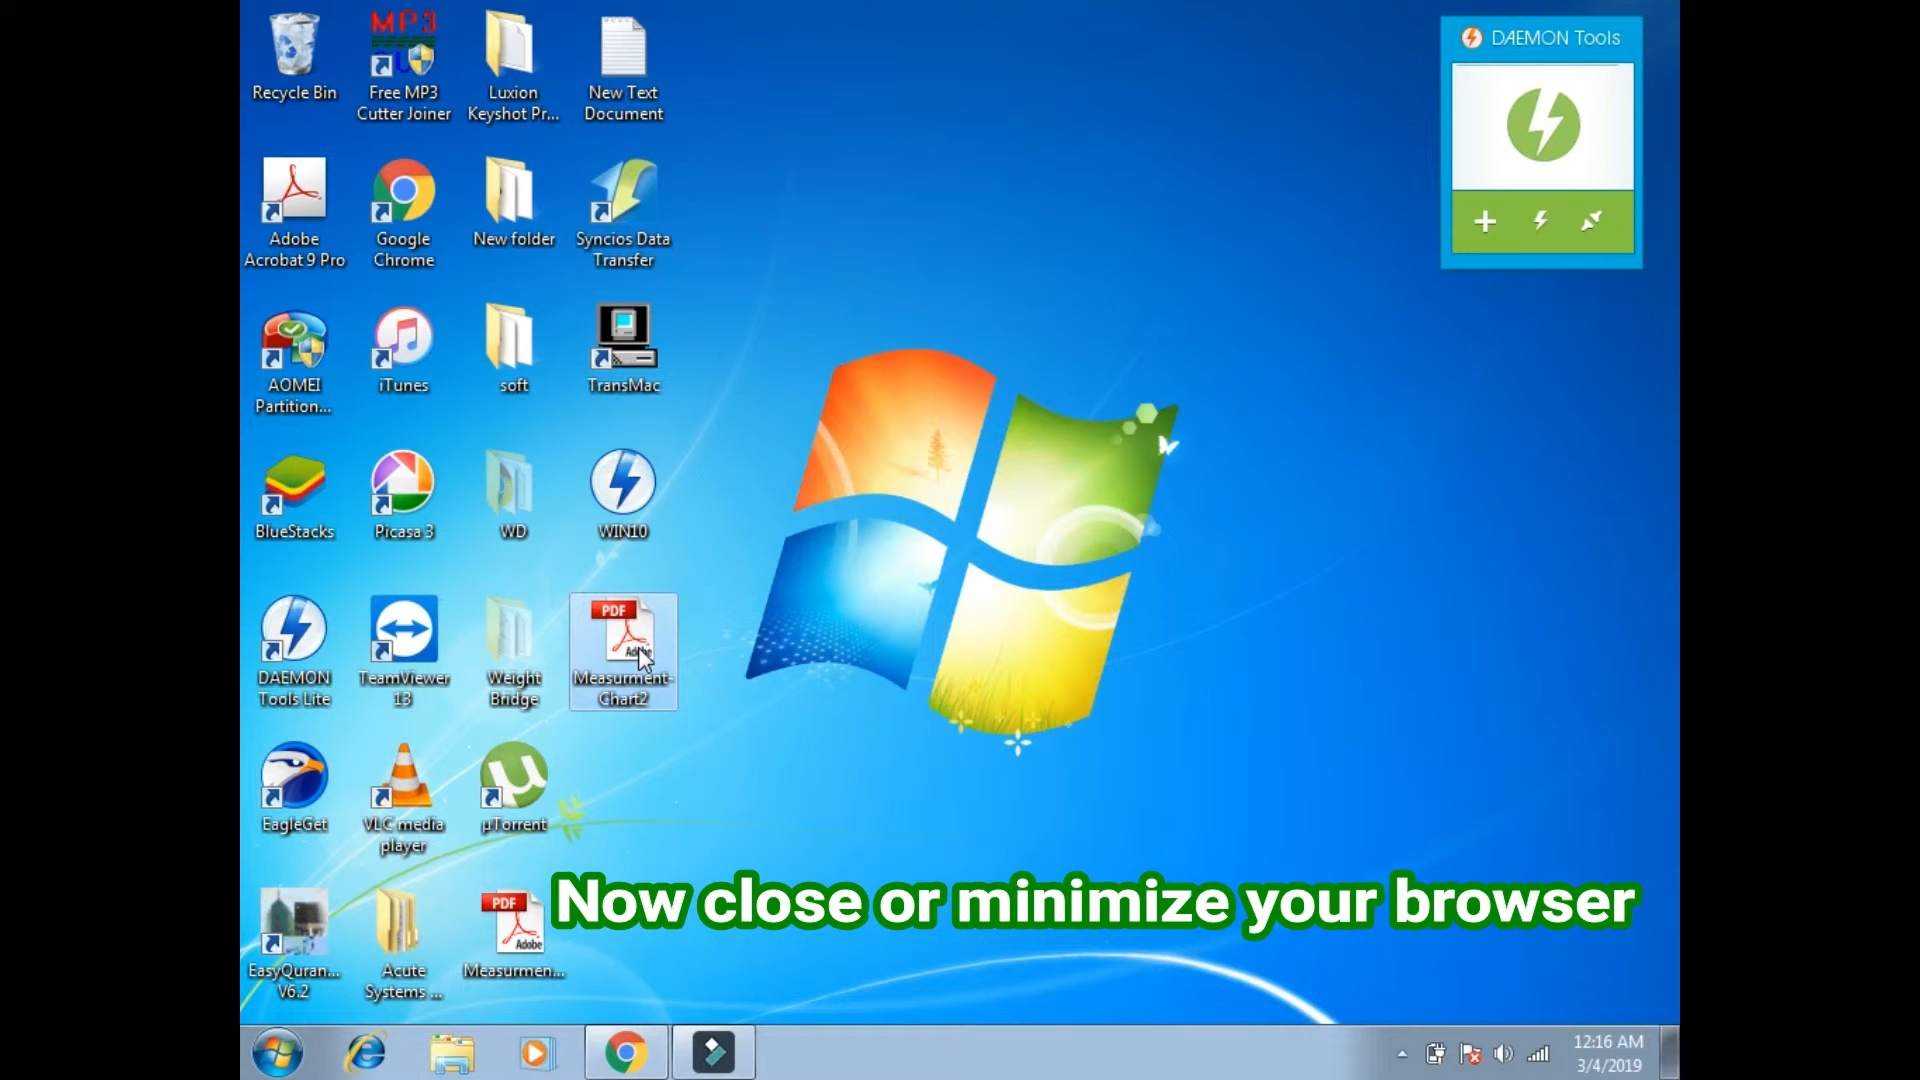 Recycle Bin
MP3
Free MP3
Cutter Joiner
Luxion
Keyshot Pr...
New Text
Document
DAEMON Tools
Adobe
Acrobat 9 Pro
Google
Chrome
New folder
Syncios Data
Transfer
AOMEI
Partition...
iTunes
soft
TransMac
BlueStacks
Picasa 3
WD
WIN10
DAEMON
Tools Lite
TeamViewer
13
Weight
Bridge
PDF
Adobe
Measurment-
Chart2
EagleGet
VLC media
player
µTorrent
EasyQuran...
V6.2
Acute
Systems ...
PDF
Adobe
Measurmen...
Now close or minimize your browser
12:16 AM
3/4/2019